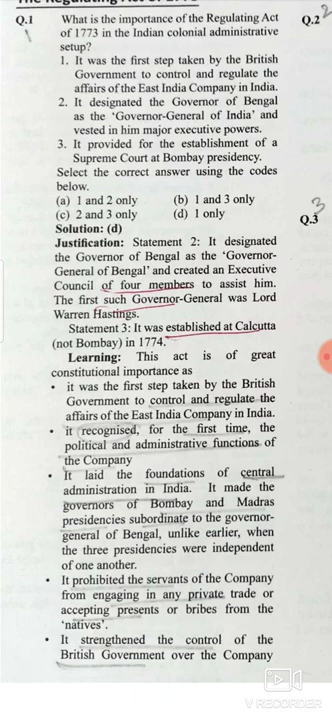 The Regulating Act of 1773
Q.1 What is the importance of the Regulating Act
of 1773 in the Indian colonial administrative
setup?
1. It was the first step taken by the British
Government to control and regulate the
affairs of the East India Company in India.
2. It designated the Governor of Bengal
as the ‘Governor-General of India’ and
vested in him major executive powers.
3. It provided for the establishment of a
Supreme Court at Bombay presidency.
Select the correct answer using the codes
below.
(a) 1 and 2 only (b) 1 and 3 only
(c) 2 and 3 only (d) 1 only
Solution: (d)
Justification: Statement 2: It designated
the Governor of Bengal as the ‘Governor-
General of Bengal’ and created an Executive
Council of four members to assist him.
The first such Governor-General was Lord
Warren Hastings.
Statement 3: It was established at Calcutta
(not Bombay) in 1774.
Learning: This act is of great
constitutional importance as
• it was the first step taken by the British
Government to control and regulate the
affairs of the East India Company in India.
• it recognised, for the first time, the
political and administrative functions of
the Company
• It laid the foundations of central
administration in India. It made the
governors of Bombay and Madras
presidencies subordinate to the governor-
general of Bengal, unlike earlier, when
the three presidencies were independent
of one another.
• It prohibited the servants of the Company
from engaging in any private trade or
accepting presents or bribes from the
‘natives’.
• It strengthened the control of the
British Government over the Company
1
Q.2
2
Q.3
3
V RECORDER